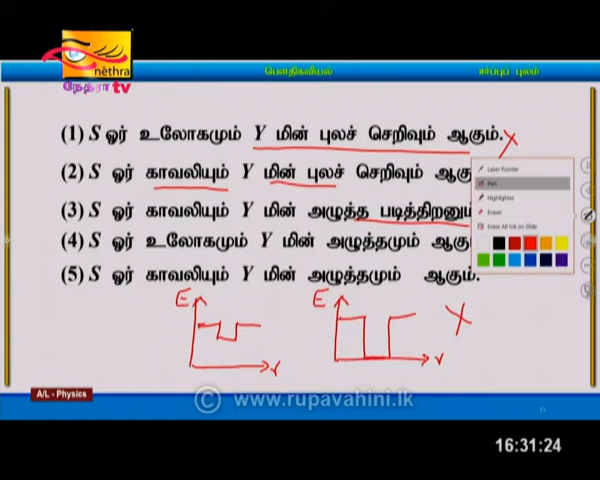 nēthra
நேத்ரா tv
பௌதிகவியல்
ஈர்ப்புப் புலம்
(1) S ஓர் உலோகமும் Y மின் புலச் செறிவும் ஆகும். X
(2) S ஓர் காவலியும் Y மின் புலச் செறிவும் ஆகு
(3) S ஓர் காவலியும் Y மின் அழுத்த படித்திறனும்
(4) S ஓர் உலோகமும் Y மின் அழுத்தமும் ஆகு
(5) S ஓர் காவலியும் Y மின் அழுத்தமும் ஆகும்.
Laser Pointer
Pen
Highlighter
Eraser
Erase All Ink on Slide
E E X
r r
A/L - Physics
© www.rupavahini.lk
16:31:24